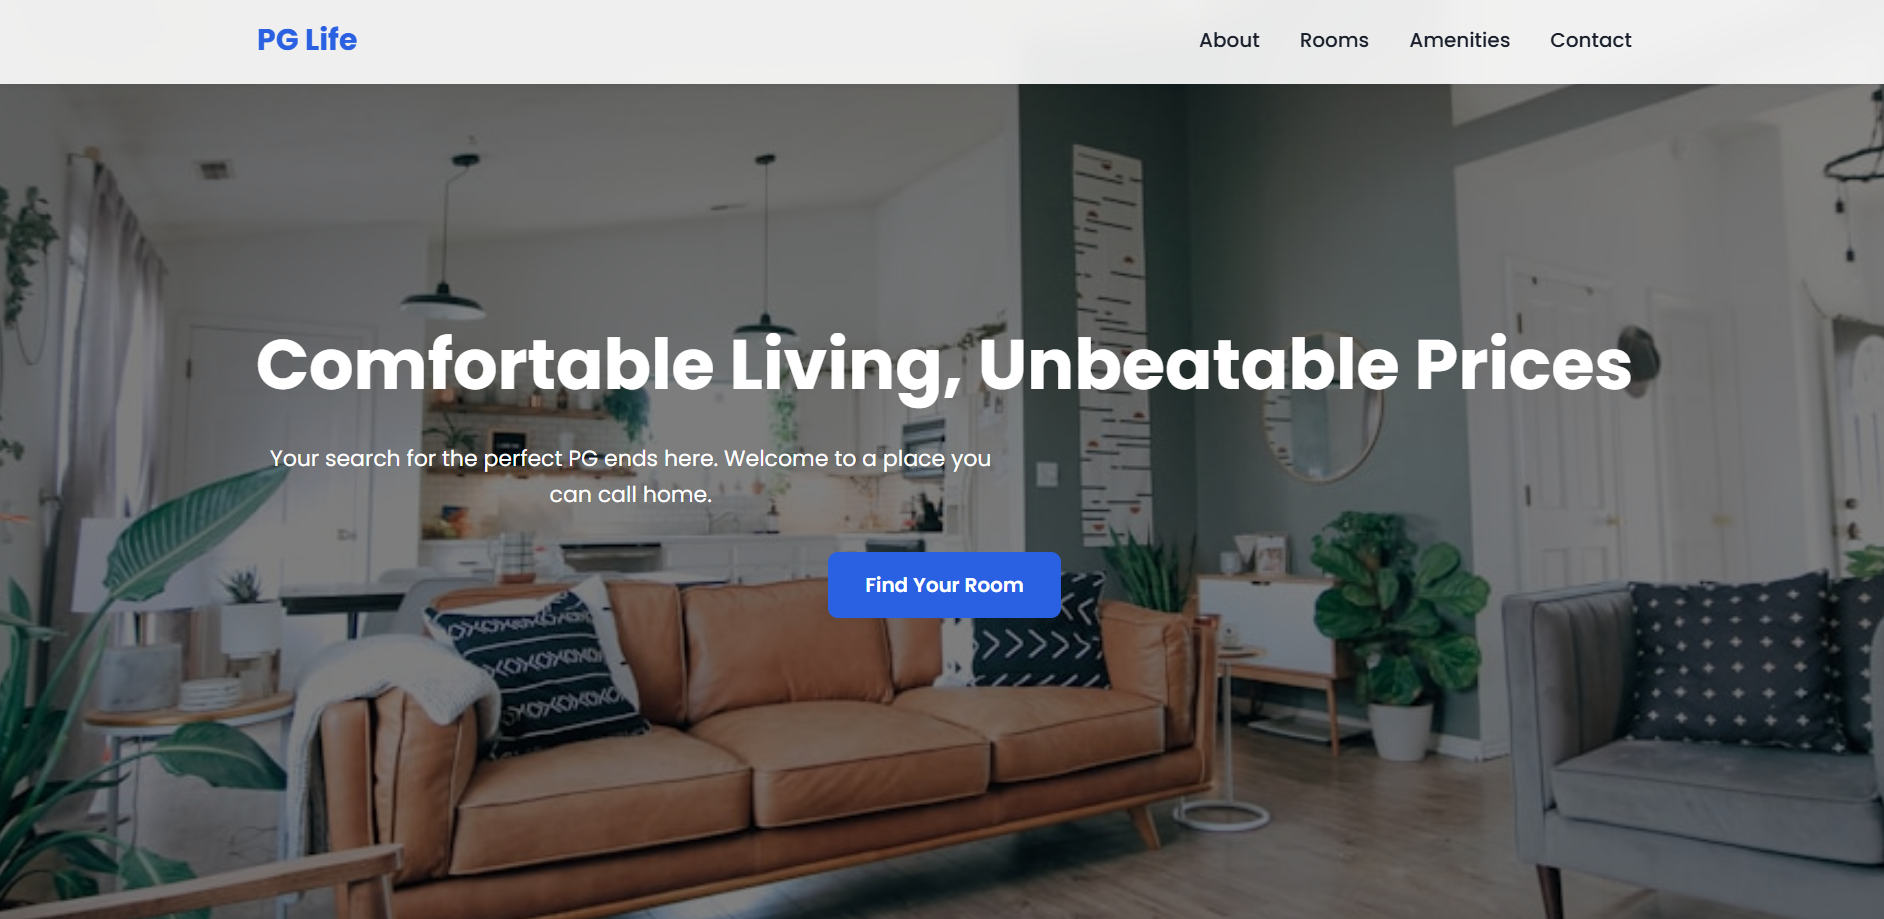 PG Life
About Rooms Amenities Contact
Comfortable Living, Unbeatable Prices
Your search for the perfect PG ends here. Welcome to a place you
can call home.
Find Your Room